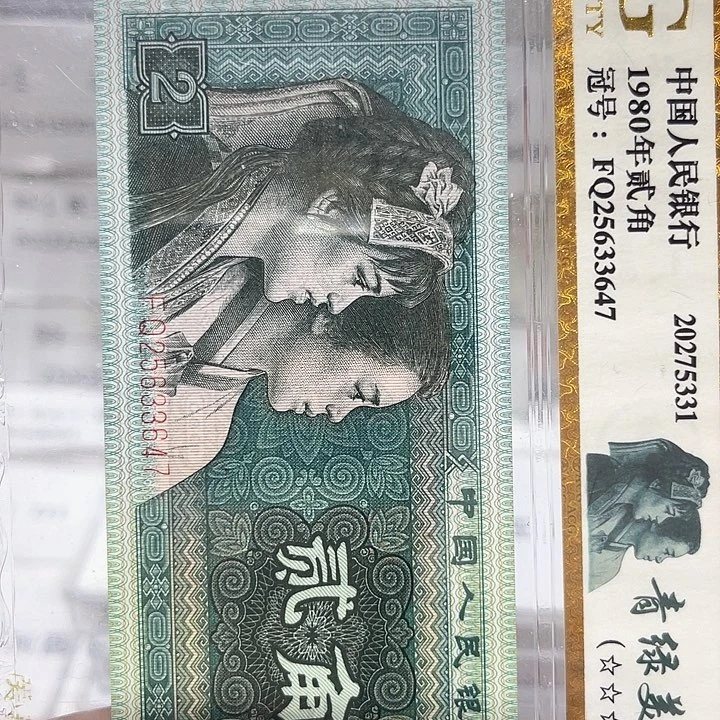 中国人民银行 20275331
1980年贰角
冠号：FQ25633647
青绿美
(☆☆☆
TY
G
2
FQ25633647
中国人民银
贰角